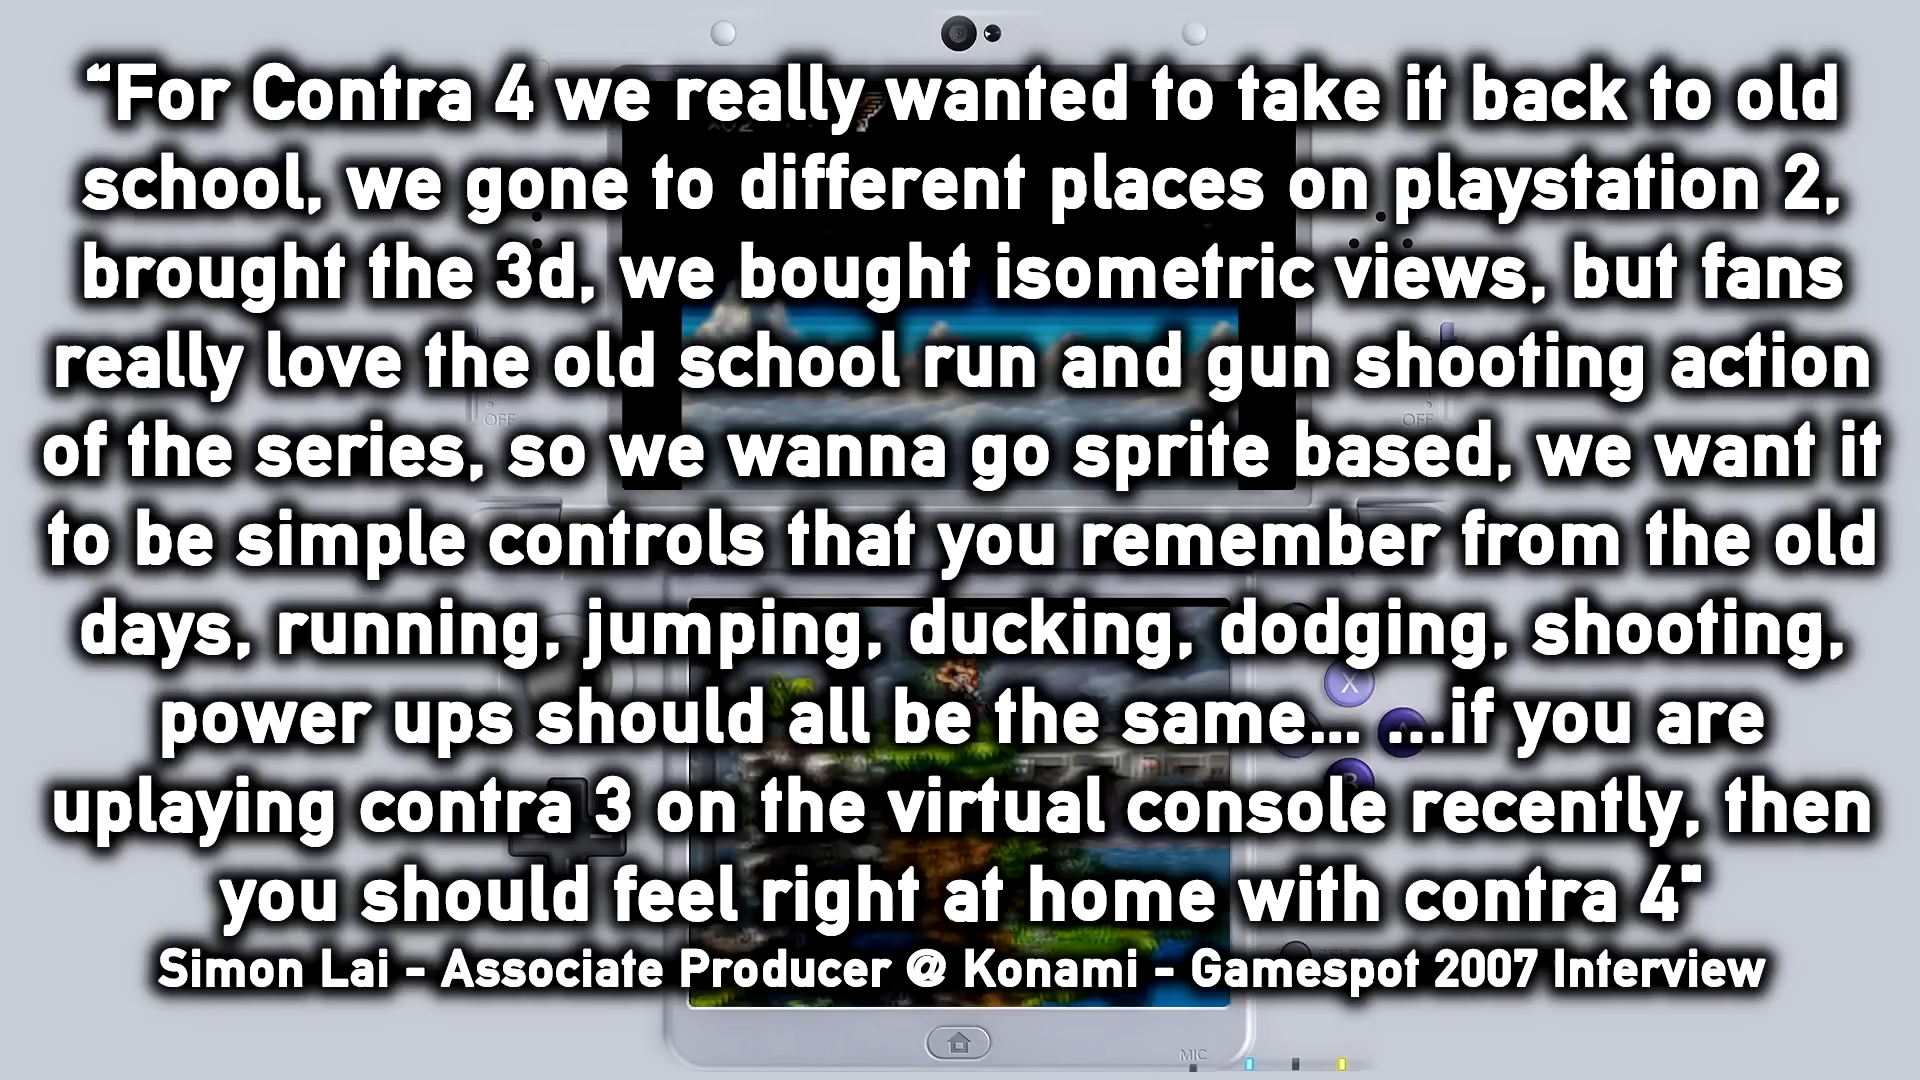 “For Contra 4 we really wanted to take it back to old
school, we gone to different places on playstation 2,
brought the 3d, we bought isometric views, but fans
really love the old school run and gun shooting action
of the series, so we wanna go sprite based, we want it
to be simple controls that you remember from the old
days, running, jumping, ducking, dodging, shooting,
power ups should all be the same... ...if you are
uplaying contra 3 on the virtual console recently, then
you should feel right at home with contra 4"
Simon Lai - Associate Producer @ Konami - Gamespot 2007 Interview
OFF
OFF
X
A
B
MIC